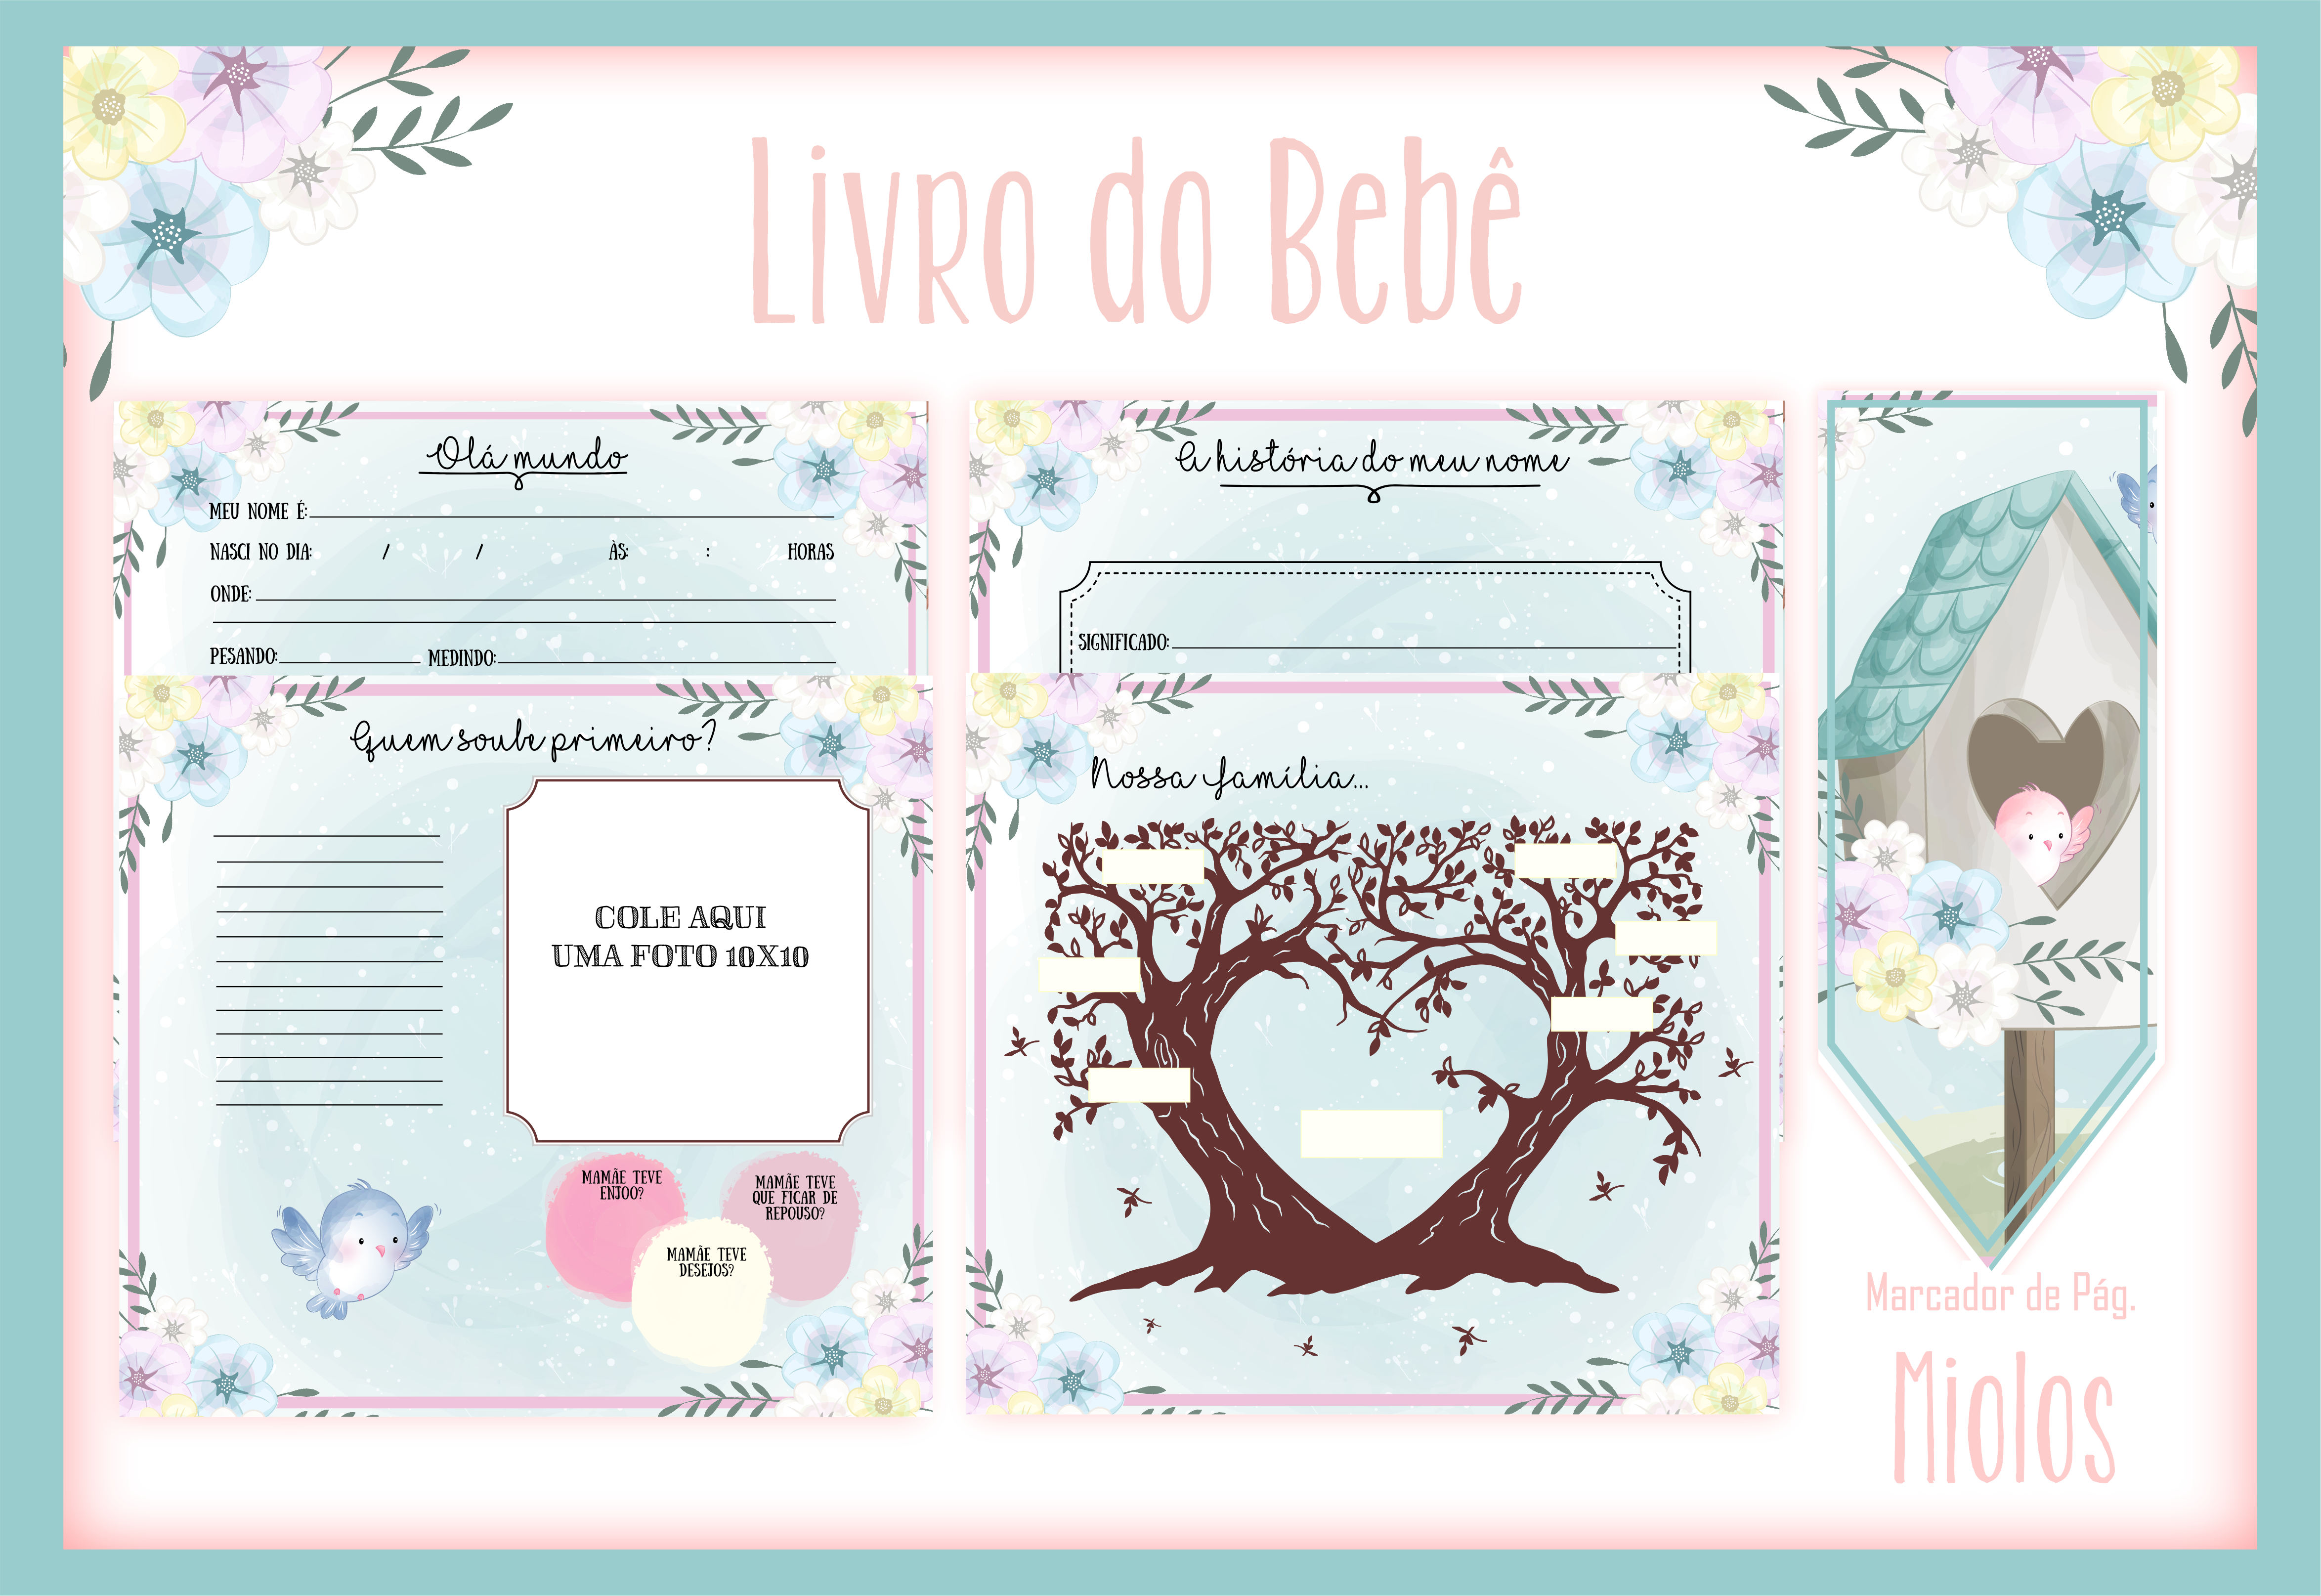 Livro do Bebê
Olá mundo
MEU NOME É:
NASCI NO DIA: / / ÀS: : HORAS
ONDE:
PESANDO: MEDINDO:
A história do meu nome
SIGNIFICADO:
Quem soube primeiro?
COLE AQUI
UMA FOTO 10X10
MAMÃE TEVE
ENJOO?
MAMÃE TEVE
QUE FICAR DE
REPOUSO?
MAMÃE TEVE
DESEJOS?
Nossa família...
Marcador de Pág.
Miolos